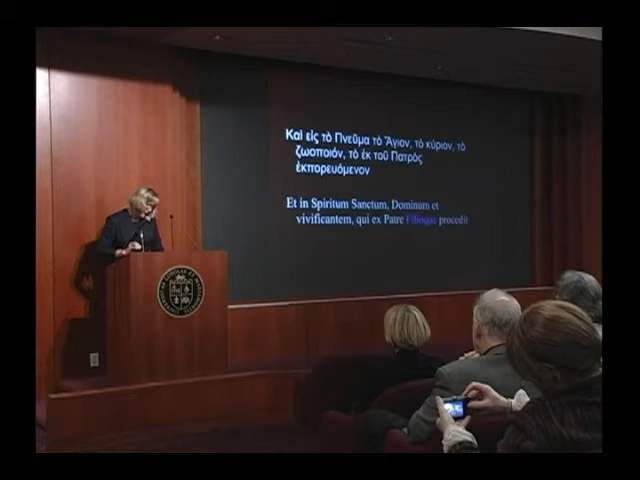 Καὶ εἰς τὸ Πνεῦμα τὸ Ἅγιον, τὸ κύριον, τὸ
ζωοποιόν, τὸ ἐκ τοῦ Πατρὸς
ἐκπορευόμενον
Et in Spiritum Sanctum, Dominum et
vivificantem, qui ex Patre Filioque procedit